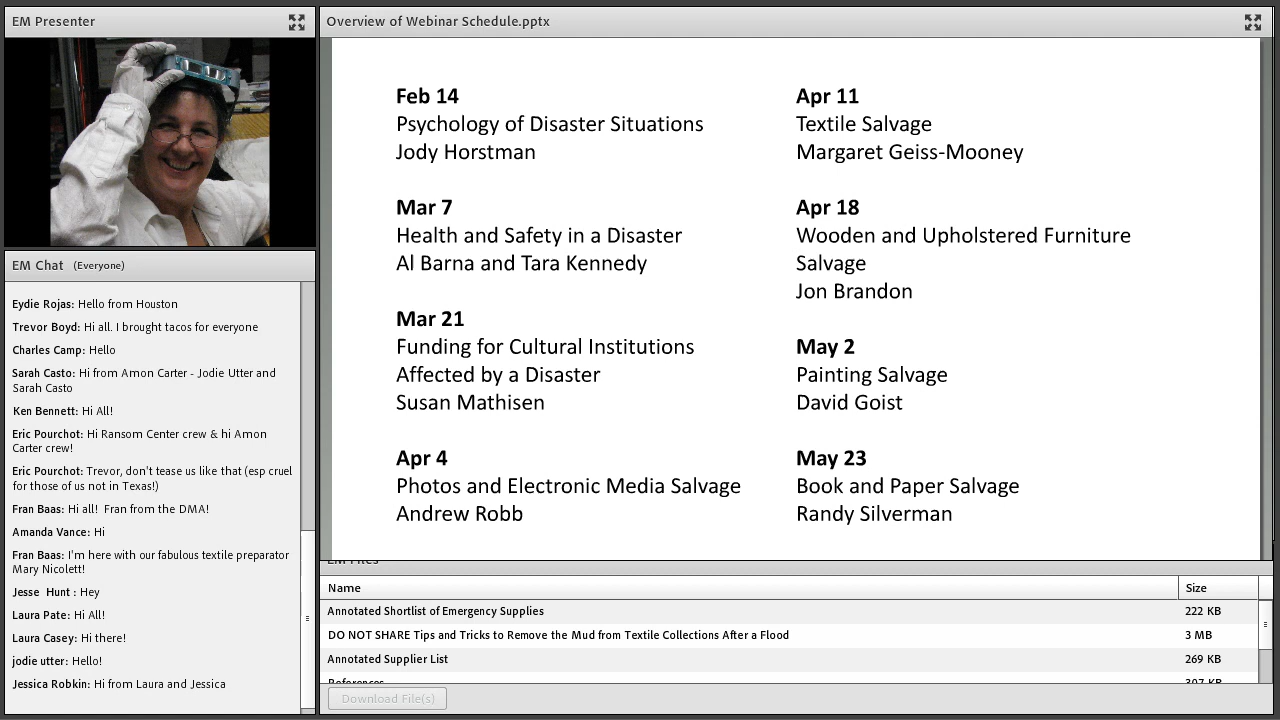 EM Presenter
Overview of Webinar Schedule.pptx
Feb 14
Psychology of Disaster Situations
Jody Horstman
Mar 7
Health and Safety in a Disaster
Al Barna and Tara Kennedy
Mar 21
Funding for Cultural Institutions
Affected by a Disaster
Susan Mathisen
Apr 4
Photos and Electronic Media Salvage
Andrew Robb
Apr 11
Textile Salvage
Margaret Geiss-Mooney
Apr 18
Wooden and Upholstered Furniture
Salvage
Jon Brandon
May 2
Painting Salvage
David Goist
May 23
Book and Paper Salvage
Randy Silverman
EM Chat (Everyone)
Eydie Rojas: Hello from Houston
Trevor Boyd: Hi all. I brought tacos for everyone
Charles Camp: Hello
Sarah Casto: Hi from Amon Carter - Jodie Utter and
Sarah Casto
Ken Bennett: Hi All!
Eric Pourchot: Hi Ransom Center crew & hi Amon
Carter crew!
Eric Pourchot: Trevor, don't tease us like that (esp cruel
for those of us not in Texas!)
Fran Baas: Hi all! Fran from the DMA!
Amanda Vance: Hi
Fran Baas: I'm here with our fabulous textile preparator
Mary Nicolett!
Jesse Hunt : Hey
Laura Pate: Hi All!
Laura Casey: Hi there!
jodie utter: Hello!
Jessica Robkin: Hi from Laura and Jessica
EM Files
Name Size
Annotated Shortlist of Emergency Supplies 222 KB
DO NOT SHARE Tips and Tricks to Remove the Mud from Textile Collections After a Flood 3 MB
Annotated Supplier List 269 KB
References 307 KB
Download File(s)